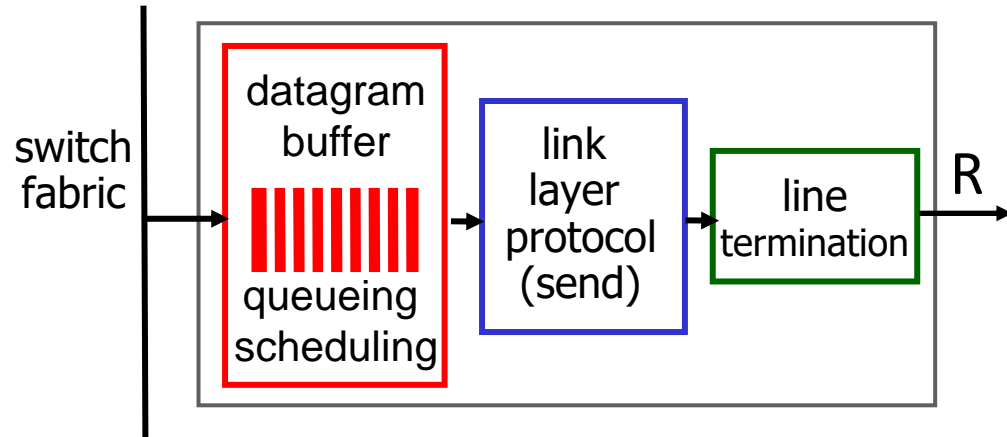 switch
fabric
datagram
buffer
queueing
scheduling
link
layer
protocol
(send)
line
termination
R